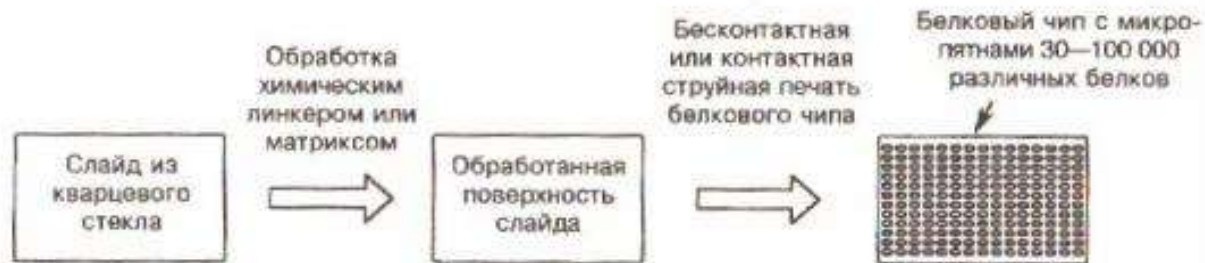 Обработка
химическим
линкером или
матриксом
Бесконтактная
или контактная
струйная печать
белкового чипа
Белковый чип с микро-
пятнами 30—100 000
различных белков
Слайд из
кварцевого
стекла
Обработанная
поверхность
слайда